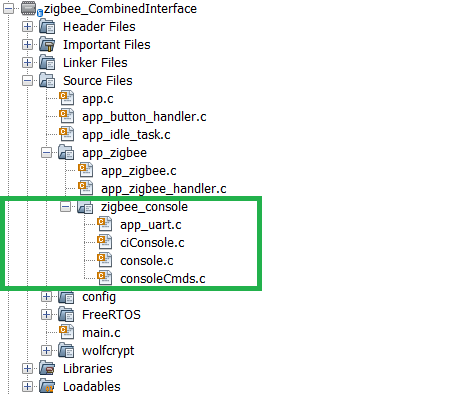 zigbee_CombinedInterface
Header Files
Important Files
Linker Files
Source Files
app.c
app_button_handler.c
app_idle_task.c
app_zigbee
app_zigbee.c
app_zigbee_handler.c
zigbee_console
app_uart.c
ciConsole.c
console.c
consoleCmds.c
config
FreeRTOS
main.c
wolfcrypt
Libraries
Loadables